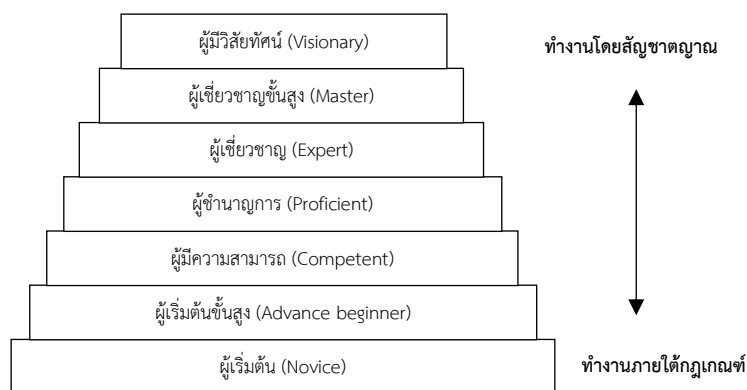 ผู้มีวิสัยทัศน์ (Visionary)
ทำงานโดยสัญชาตญาณ
ผู้เชี่ยวชาญขั้นสูง (Master)
ผู้เชี่ยวชาญ (Expert)
ผู้ชำนาญการ (Proficient)
ผู้มีความสามารถ (Competent)
ผู้เริ่มต้นขั้นสูง (Advance beginner)
ผู้เริ่มต้น (Novice)
ทำงานภายใต้กฎเกณฑ์